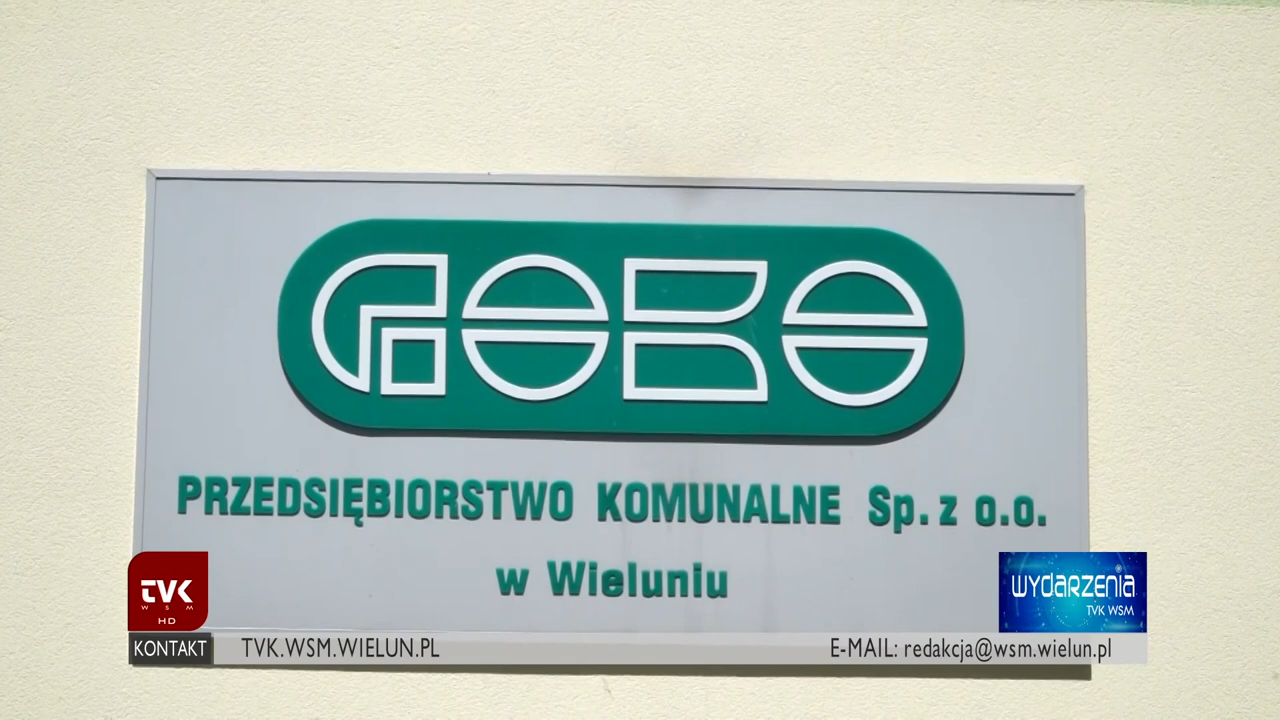 GOKO
PRZEDSIĘBIORSTWO KOMUNALNE Sp. z o.o.
w Wieluniu
tVK
WSM
HD
WYDARZENIA
TVK WSM
KONTAKT
TVK.WSM.WIELUN.PL
E-MAIL: redakcja@wsm.wielun.pl